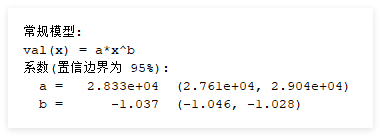 常规模型:
val(x) = a*x^b
系数(置信边界为 95%):
a = 2.833e+04 (2.761e+04, 2.904e+04)
b = -1.037 (-1.046, -1.028)